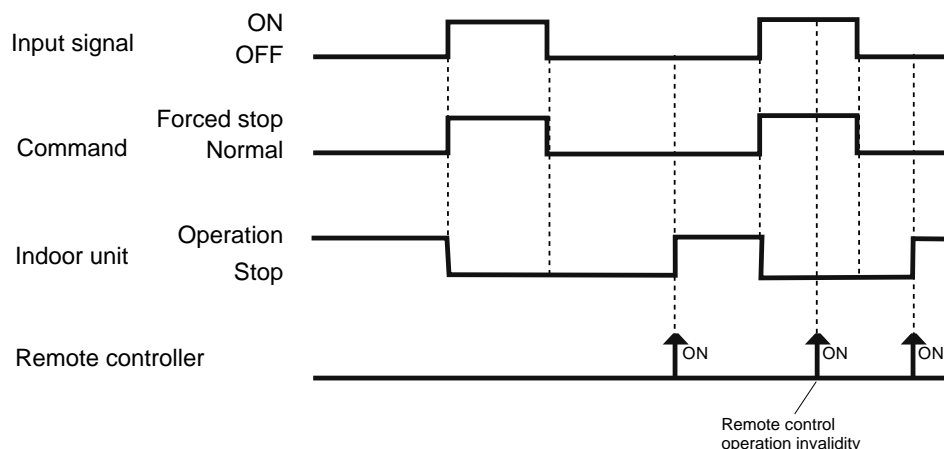 Input signal
ON
OFF
Command
Forced stop
Normal
Indoor unit
Operation
Stop
Remote controller
ON
ON
ON
Remote control
operation invalidity